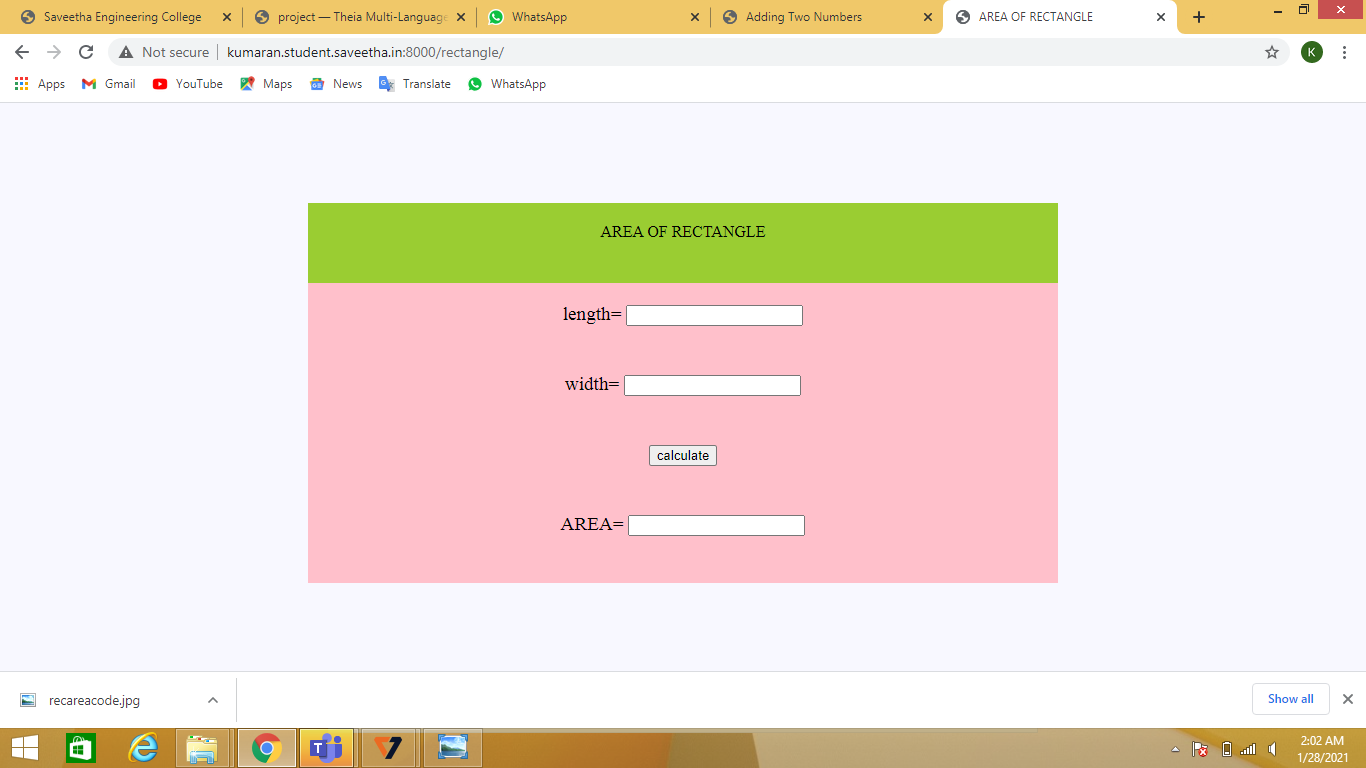 Saveetha Engineering College
project — Theia Multi-Language
WhatsApp
Adding Two Numbers
AREA OF RECTANGLE
Not secure
kumaran.student.saveetha.in:8000/rectangle/
K
Apps
Gmail
YouTube
Maps
News
Translate
WhatsApp
AREA OF RECTANGLE
length=
width=
calculate
AREA=
recareacode.jpg
Show all
2:02 AM
1/28/2021